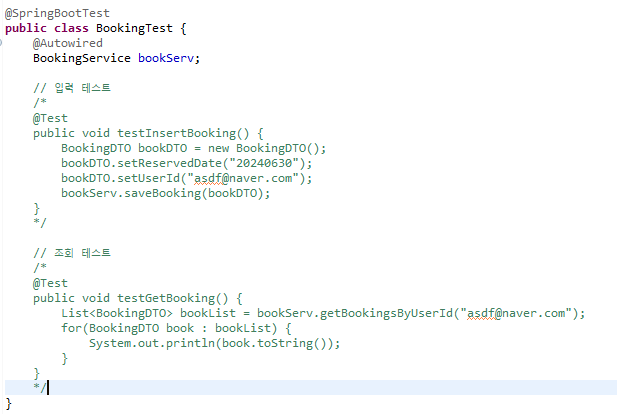 @SpringBootTest
public class BookingTest {
    @Autowired
    BookingService bookServ;

    // 입력 테스트
    /*
    @Test
    public void testInsertBooking() {
        BookingDTO bookDTO = new BookingDTO();
        bookDTO.setReservedDate("20240630");
        bookDTO.setUserId("asdf@naver.com");
        bookServ.saveBooking(bookDTO);
    }
    */

    // 조회 테스트
    /*
    @Test
    public void testGetBooking() {
        List<BookingDTO> bookList = bookServ.getBookingsByUserId("asdf@naver.com");
        for(BookingDTO book : bookList) {
            System.out.println(book.toString());
        }
    }
    */
}